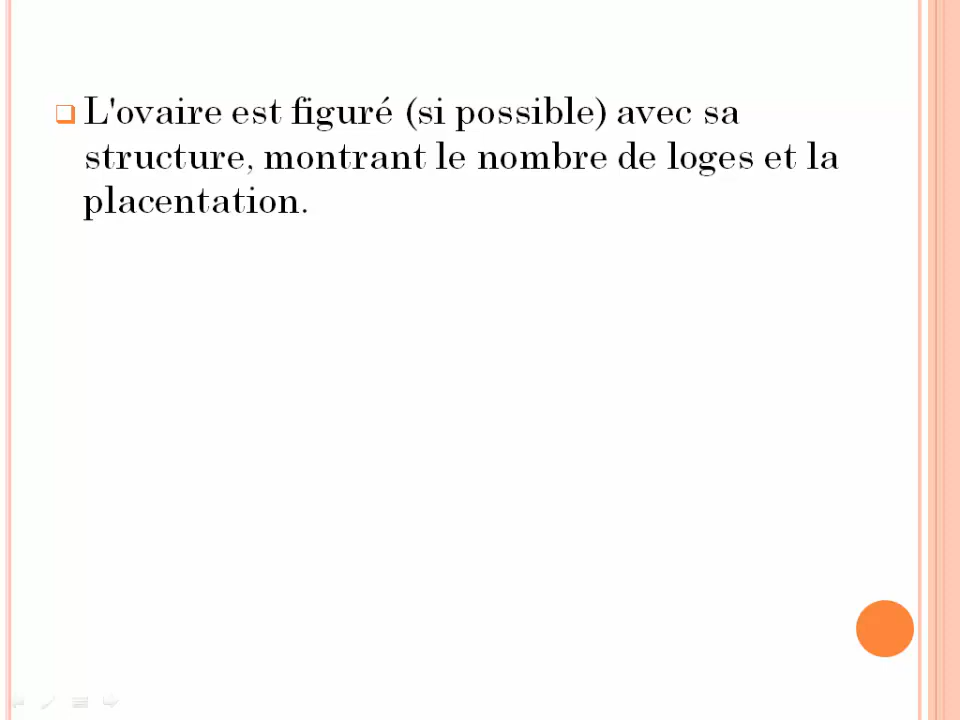 L'ovaire est figuré (si possible) avec sa
structure, montrant le nombre de loges et la
placentation.